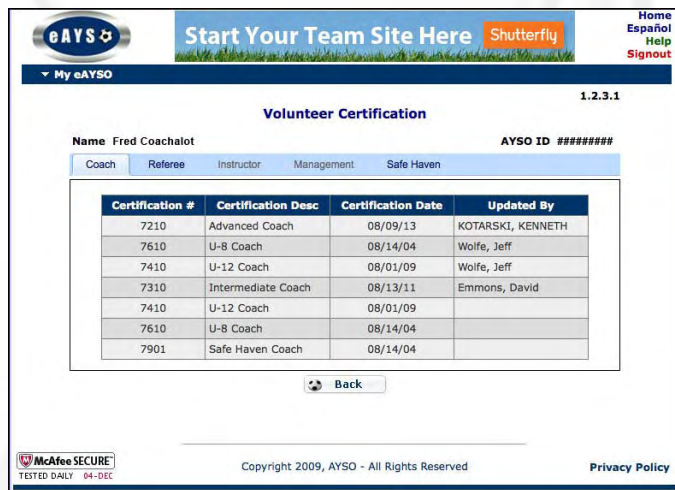 eAYSO
Start Your Team Site Here Shutterfly
Home
Español
Help
Signout
My eAYSO
1.2.3.1
Volunteer Certification
Name Fred Coachalot AYSO ID #########
Coach Referee Instructor Management Safe Haven
Certification # Certification Desc Certification Date Updated By
7210 Advanced Coach 08/09/13 KOTARSKI, KENNETH
7610 U-8 Coach 08/14/04 Wolfe, Jeff
7410 U-12 Coach 08/01/09 Wolfe, Jeff
7310 Intermediate Coach 08/13/11 Emmons, David
7410 U-12 Coach 08/01/09
7610 U-8 Coach 08/14/04
7901 Safe Haven Coach 08/14/04
Back
McAfee SECURE
TESTED DAILY 04-DEC
Copyright 2009, AYSO - All Rights Reserved
Privacy Policy